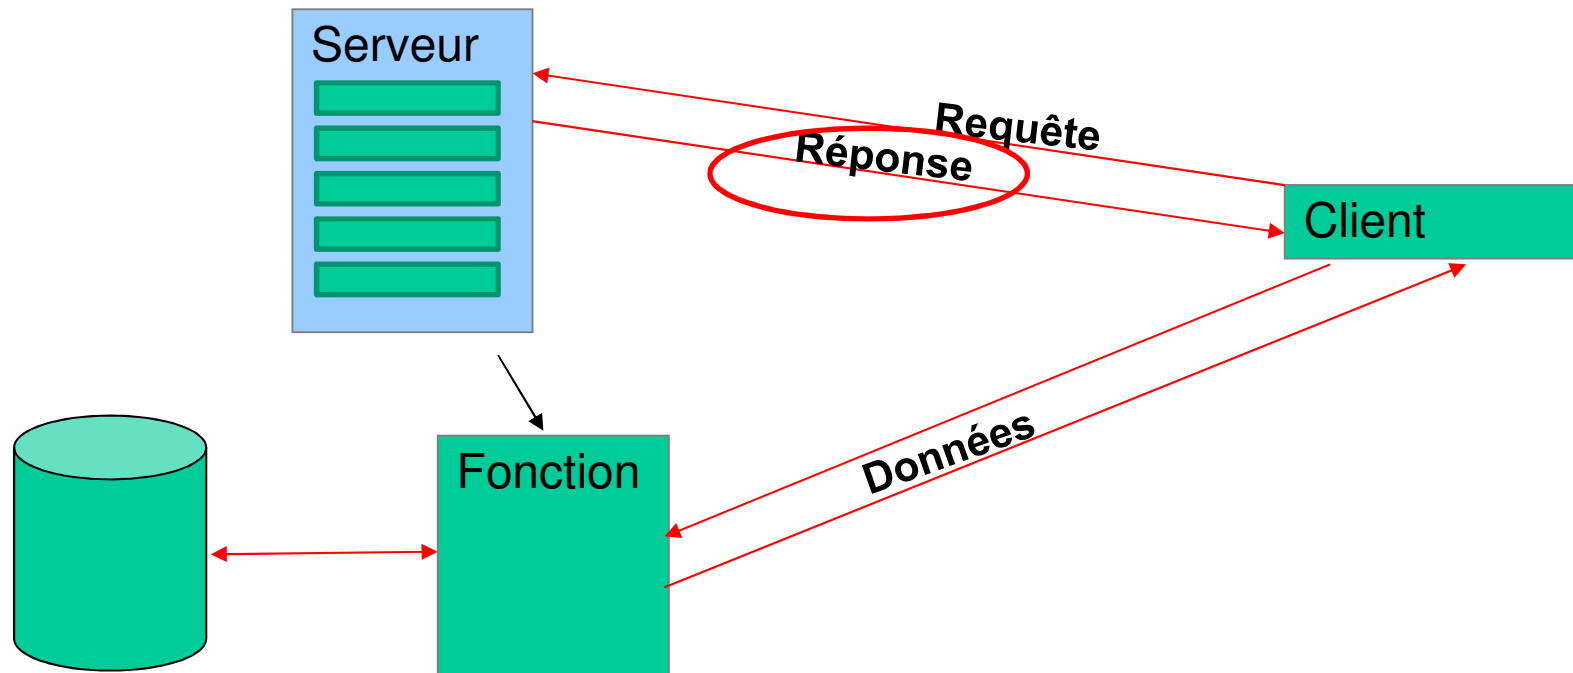 Serveur
Requête
Réponse
Client
Données
Fonction